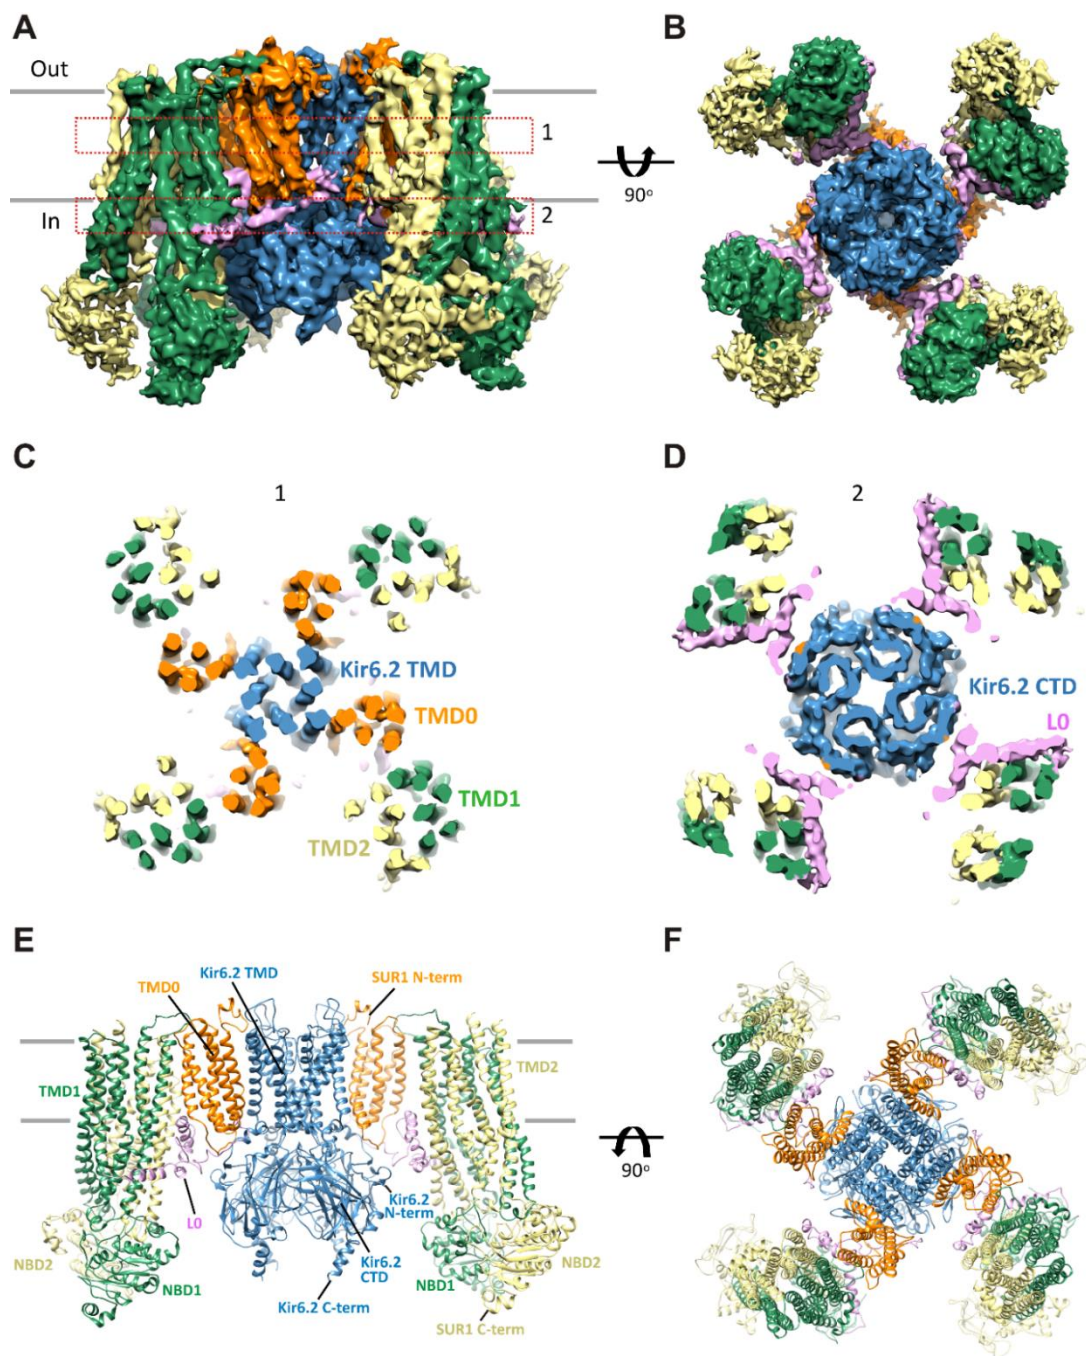 A
B
Out
1
In
2
90°
C
D
1
2
Kir6.2 TMD
TMD0
TMD1
TMD2
Kir6.2 CTD
L0
E
F
Kir6.2 TMD
TMD0
SUR1 N-term
TMD1
TMD2
L0
Kir6.2
N-term
NBD2
NBD1
Kir6.2
CTD
Kir6.2 C-term
NBD1
NBD2
SUR1 C-term
90°